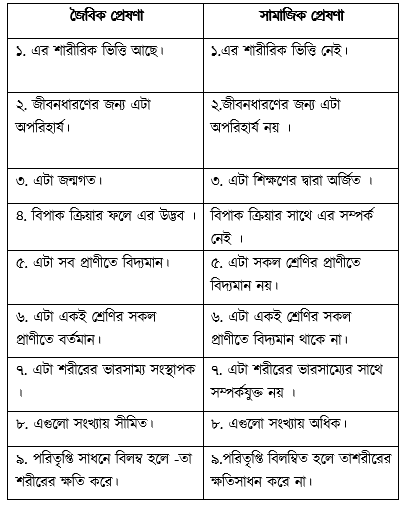 জৈবিক প্রেষণা সামাজিক প্রেষণা
১. এর শারীরিক ভিত্তি আছে। ১.এর শারীরিক ভিত্তি নেই।
২. জীবনধারণের জন্য এটা ২.জীবনধারণের জন্য এটা
অপরিহার্য। অপরিহার্য নয় ।
৩. এটা জন্মগত। ৩. এটা শিক্ষণের দ্বারা অর্জিত ।
৪. বিপাক ক্রিয়ার ফলে এর উদ্ভব । বিপাক ক্রিয়ার সাথে এর সম্পর্ক
নেই ।
৫. এটা সব প্রাণীতে বিদ্যমান। ৫. এটা সকল শ্রেণির প্রাণীতে
বিদ্যমান নয়।
৬. এটা একই শ্রেণির সকল ৬. এটা একই শ্রেণির সকল
প্রাণীতে বর্তমান। প্রাণীতে বিদ্যমান থাকে না।
৭. এটা শরীরের ভারসাম্য সংস্থাপক ৭. এটা শরীরের ভারসাম্যের সাথে
। সম্পর্কযুক্ত নয় ।
৮. এগুলো সংখ্যায় সীমিত। ৮. এগুলো সংখ্যায় অধিক।
৯. পরিতৃপ্তি সাধনে বিলম্ব হলে -তা ৯.পরিতৃপ্তি বিলম্বিত হলে তাশরীরের
শরীরের ক্ষতি করে। ক্ষতিসাধন করে না।